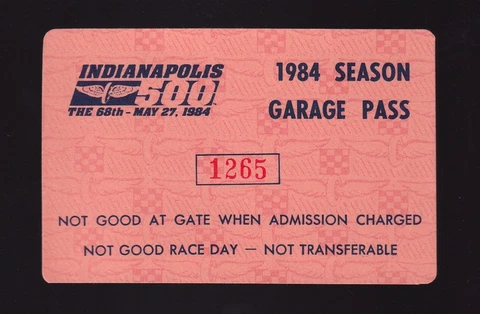 INDIANAPOLIS
500
THE 68th - MAY 27, 1984
1984 SEASON
GARAGE PASS
1265
NOT GOOD AT GATE WHEN ADMISSION CHARGED
NOT GOOD RACE DAY — NOT TRANSFERABLE